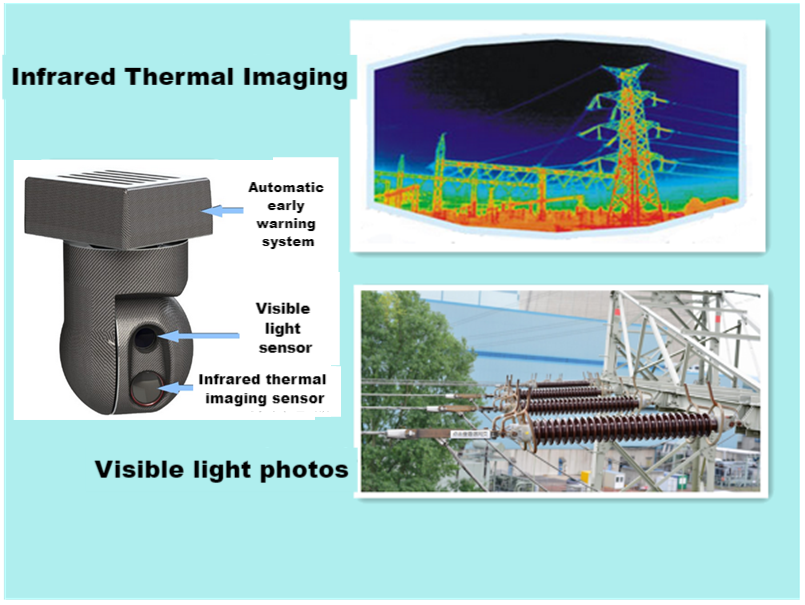 Infrared Thermal Imaging
Automatic
early
warning
system
Visible
light
sensor
Infrared thermal
imaging sensor
Visible light photos